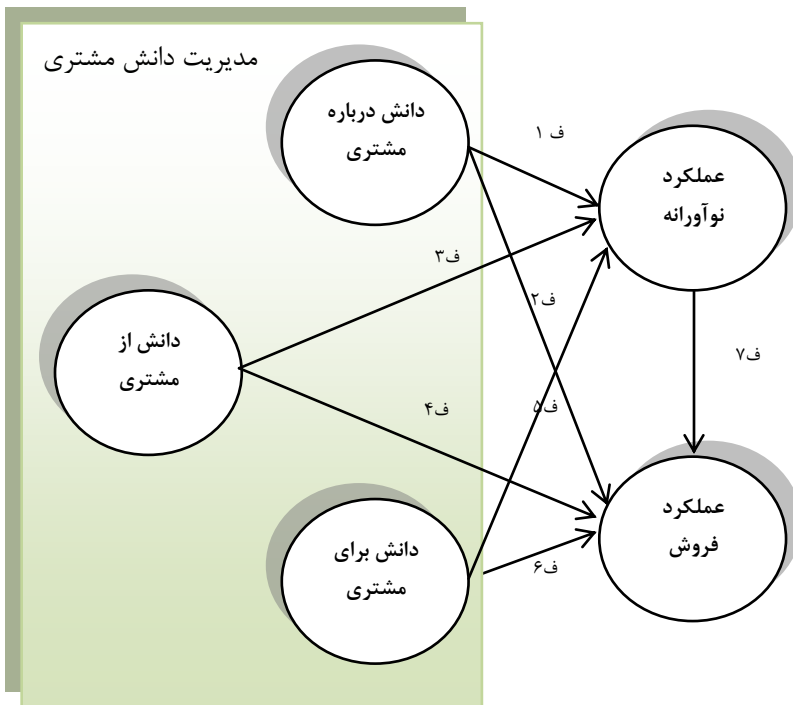 مدیریت دانش مشتری
دانش درباره
مشتری
ف ۱
عملکرد
نوآورانه
ف۳
ف۲
دانش از
مشتری
ف۷
ف۴
ف۵
عملکرد
فروش
دانش برای
مشتری
ف۶